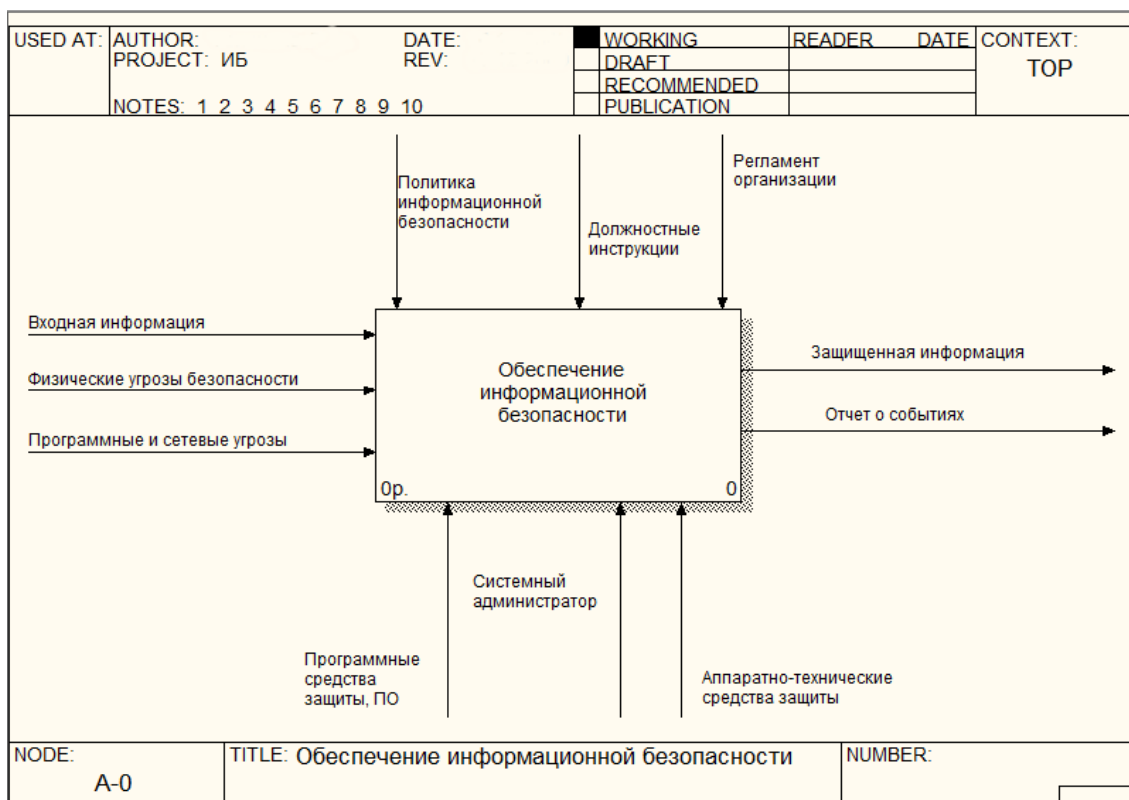 USED AT:
AUTHOR:
DATE:
PROJECT: ИБ
REV:
NOTES: 1 2 3 4 5 6 7 8 9 10
WORKING
DRAFT
RECOMMENDED
PUBLICATION
READER
DATE
CONTEXT:
TOP
Политика
информационной
безопасности
Должностные
инструкции
Регламент
организации
Входная информация
Физические угрозы безопасности
Программные и сетевые угрозы
Обеспечение
информационной
безопасности
0р.
0
Защищенная информация
Отчет о событиях
Системный
администратор
Программные
средства
защиты, ПО
Аппаратно-технические
средства защиты
NODE:
A-0
TITLE: Обеспечение информационной безопасности
NUMBER: